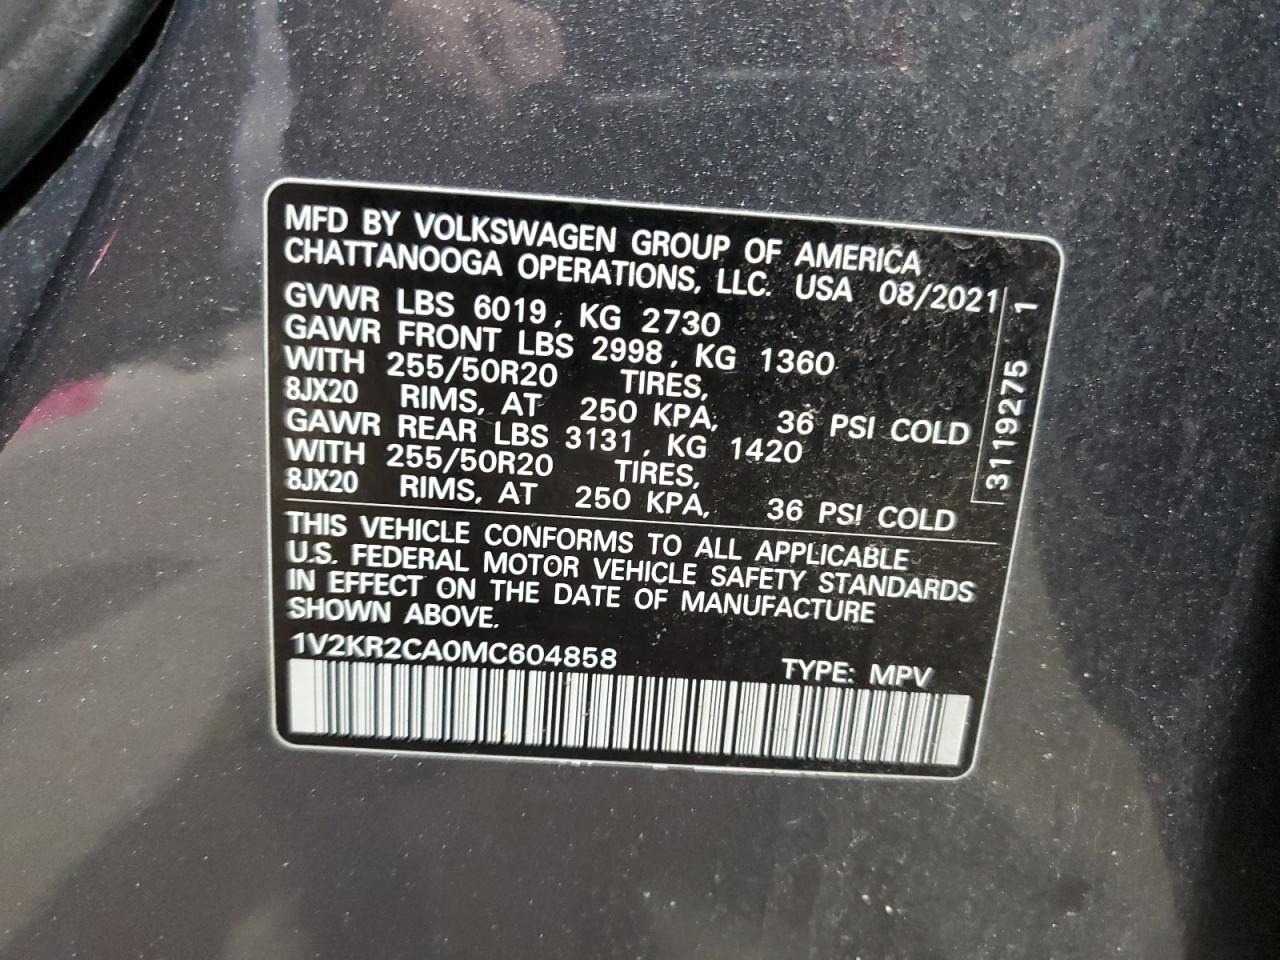 MFD BY VOLKSWAGEN GROUP OF AMERICA
CHATTANOOGA OPERATIONS, LLC. USA 08/2021
GVWR LBS 6019, KG 2730
GAWR FRONT LBS 2998, KG 1360
WITH 255/50R20 TIRES,
8JX20 RIMS, AT 250 KPA, 36 PSI COLD
GAWR REAR LBS 3131, KG 1420
WITH 255/50R20 TIRES,
8JX20 RIMS, AT 250 KPA, 36 PSI COLD
THIS VEHICLE CONFORMS TO ALL APPLICABLE
U.S. FEDERAL MOTOR VEHICLE SAFETY STANDARDS
IN EFFECT ON THE DATE OF MANUFACTURE
SHOWN ABOVE.
1V2KR2CA0MC604858 TYPE: MPV
3119275 1